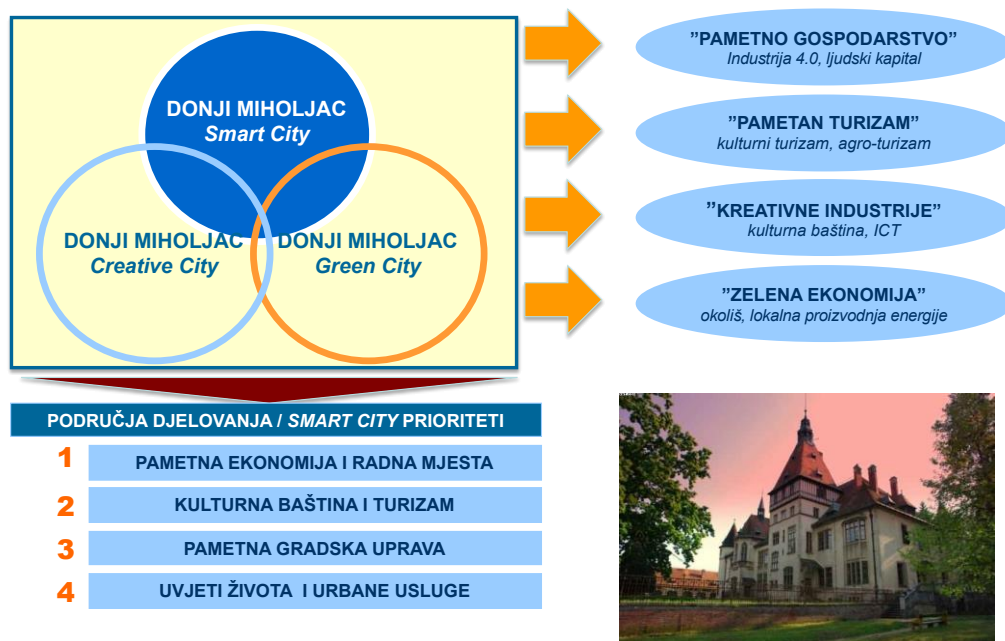 DONJI MIHOLJAC
Smart City
DONJI MIHOLJAC
Creative City
DONJI MIHOLJAC
Green City
”PAMETNO GOSPODARSTVO”
Industrija 4.0, ljudski kapital
”PAMETAN TURIZAM”
kulturni turizam, agro-turizam
”KREATIVNE INDUSTRIJE”
kulturna baština, ICT
”ZELENA EKONOMIJA”
okoliš, lokalna proizvodnja energije
PODRUČJA DJELOVANJA / SMART CITY PRIORITETI
1 PAMETNA EKONOMIJA I RADNA MJESTA
2 KULTURNA BAŠTINA I TURIZAM
3 PAMETNA GRADSKA UPRAVA
4 UVJETI ŽIVOTA I URBANE USLUGE